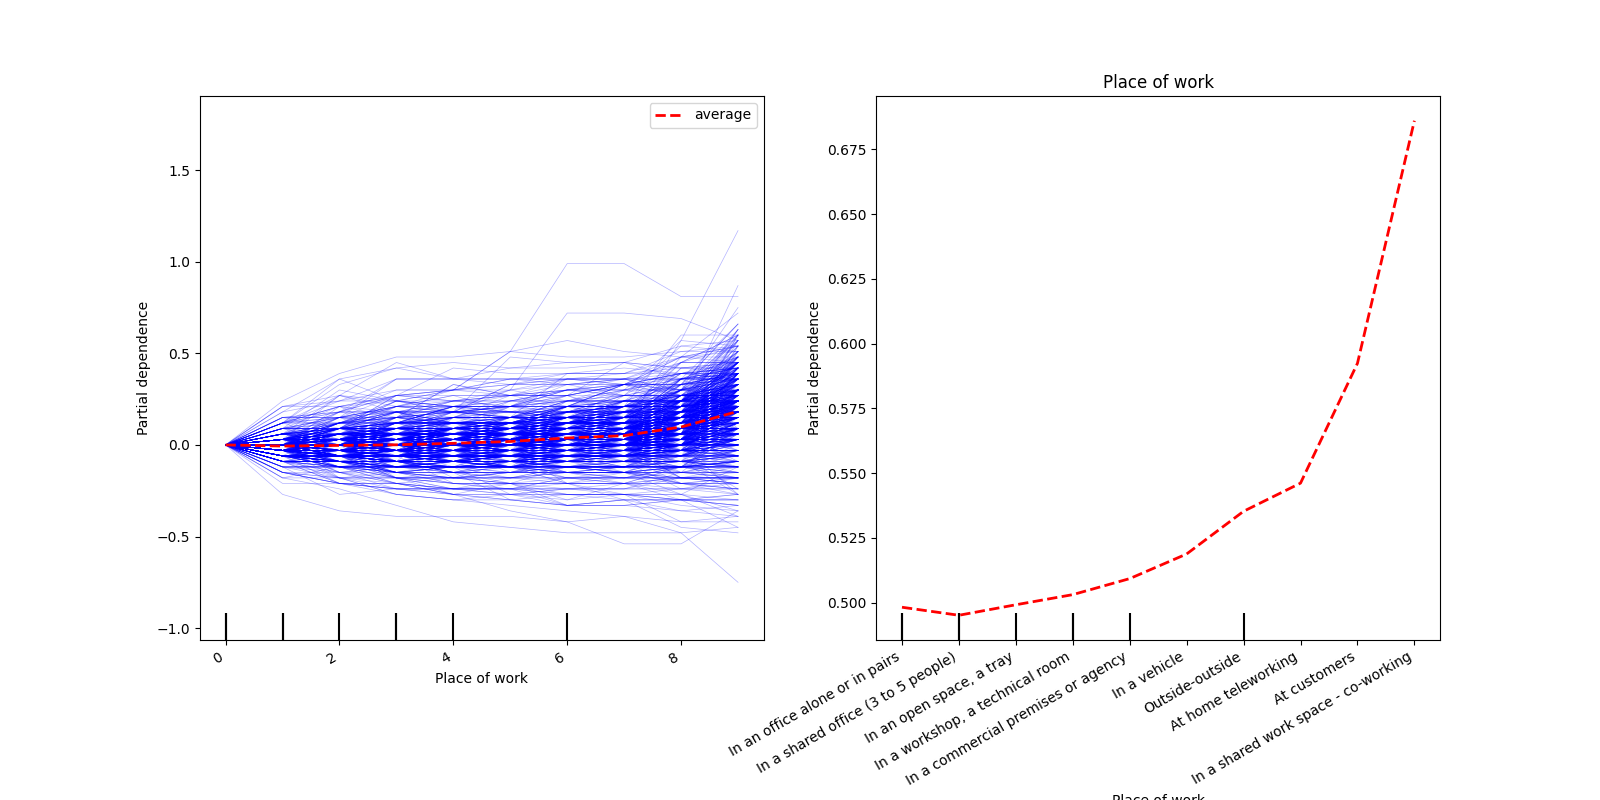 Place of work
average
1.5
1.0
0.5
0.0
−0.5
−1.0
Partial dependence
0
2
4
6
8
Place of work
0.675
0.650
0.625
0.600
0.575
0.550
0.525
0.500
Partial dependence
In an office alone or in pairs
In a shared office (3 to 5 people)
In an open space, a tray
In a workshop, a technical room
In a commercial premises or agency
In a vehicle
Outside-outside
At home teleworking
At customers
In a shared work space - co-working
Place of work